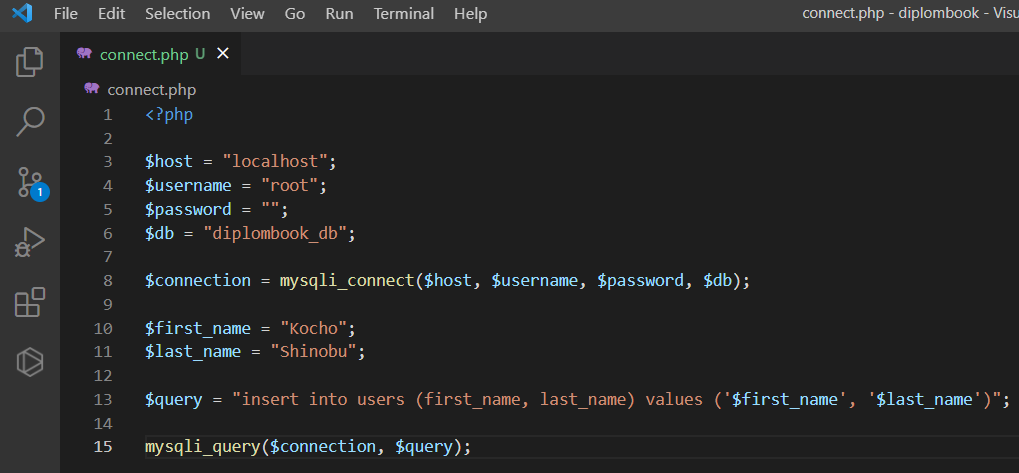 File Edit Selection View Go Run Terminal Help connect.php - diplombook - Visu
connect.php U
connect.php
1 <?php
2
3 $host = "localhost";
4 $username = "root";
5 $password = "";
6 $db = "diplombook_db";
7
8 $connection = mysqli_connect($host, $username, $password, $db);
9
10 $first_name = "Kocho";
11 $last_name = "Shinobu";
12
13 $query = "insert into users (first_name, last_name) values ('$first_name', '$last_name')";
14
15 mysqli_query($connection, $query);
1